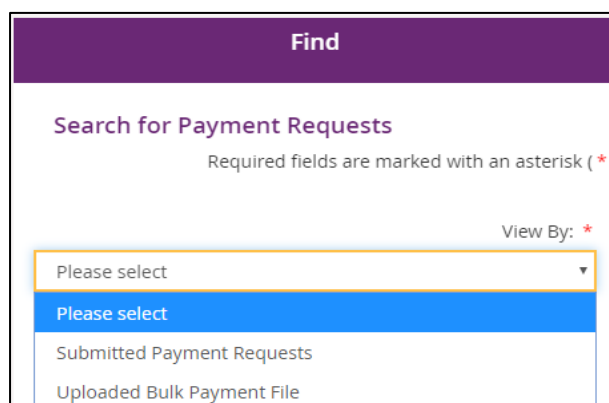 Find
Search for Payment Requests
Required fields are marked with an asterisk ( *
View By: *
Please select
Please select
Submitted Payment Requests
Uploaded Bulk Payment File